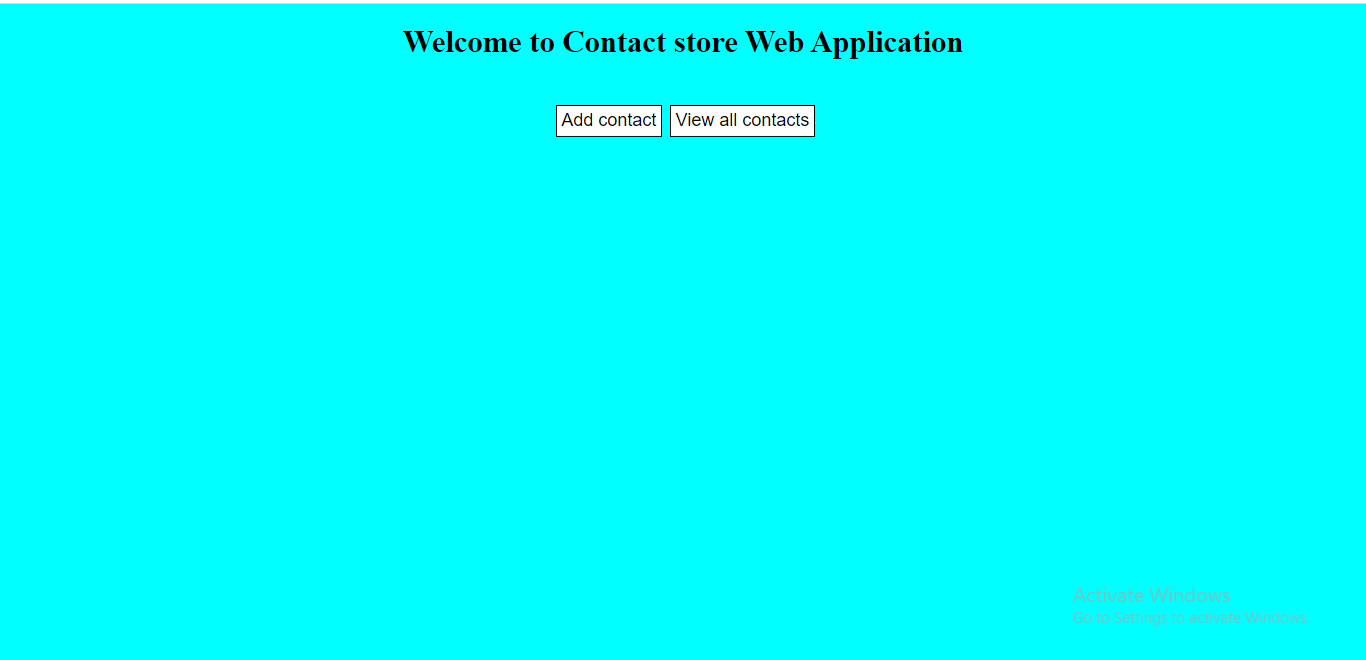 Welcome to Contact store Web Application
Add contact View all contacts
Activate Windows
Go to Settings to activate Windows.